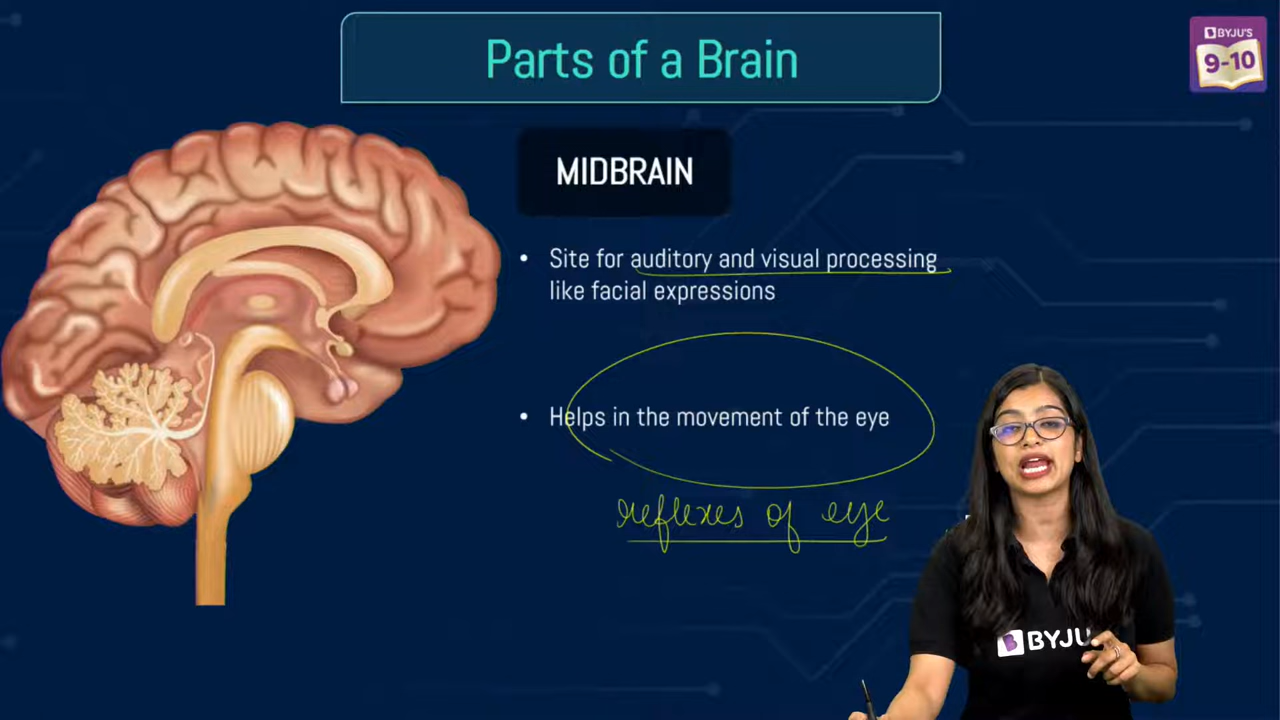 Parts of a Brain
BYJU'S
9-10
MIDBRAIN
• Site for auditory and visual processing
like facial expressions
• Helps in the movement of the eye
reflexes of eye
BYJU'